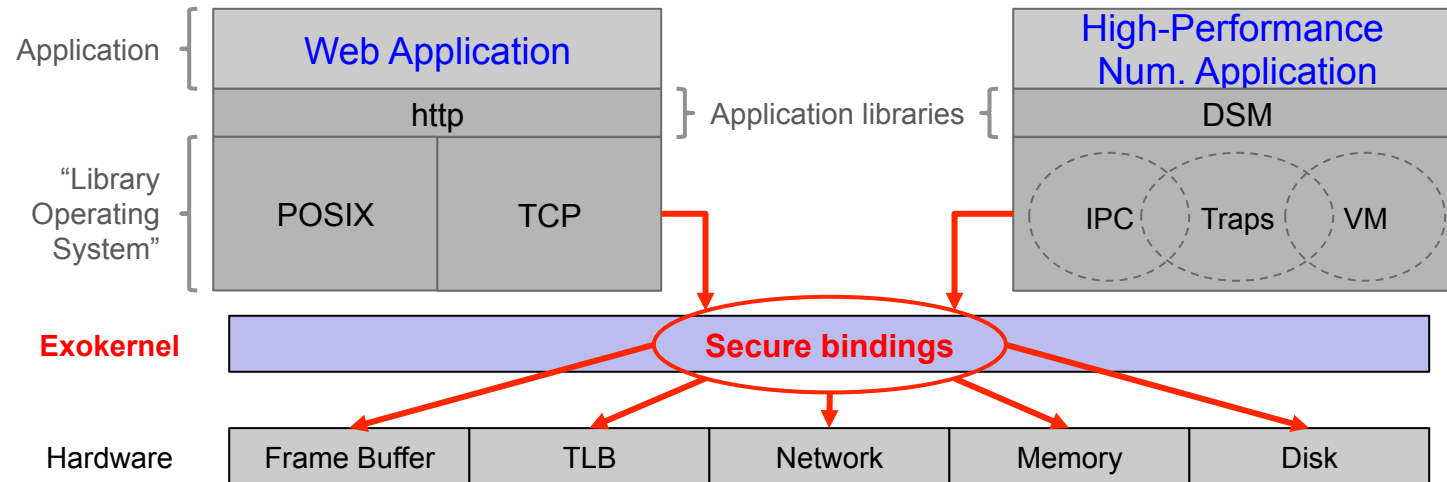 Application
Web Application
High-Performance
Num. Application
http
Application libraries
DSM
“Library
Operating
System”
POSIX
TCP
IPC
Traps
VM
Exokernel
Secure bindings
Hardware
Frame Buffer
TLB
Network
Memory
Disk